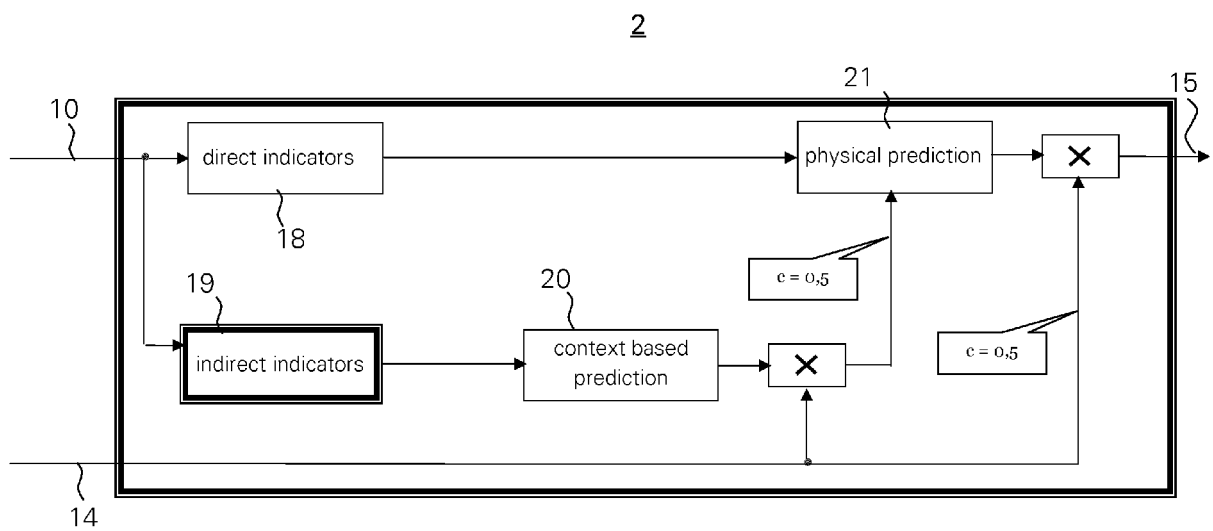 2
10
21
15
direct indicators
physical prediction
×
18
19
20
c = 0,5
c = 0,5
indirect indicators
context based
prediction
×
14